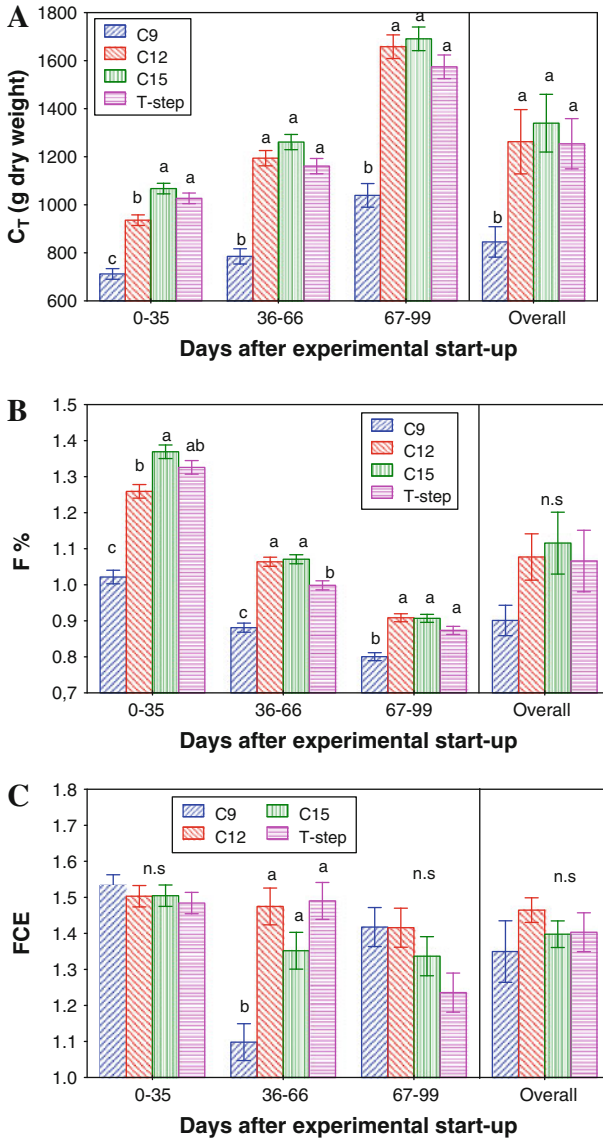 A
C9
C12
C15
T-step
1800
1600
1400
1200
1000
800
600
C_T (g dry weight)
c b a a
b a a a
b a a a
b a a a
0-35 36-66 67-99 Overall
Days after experimental start-up
B
C9
C12
C15
T-step
1.5
1.4
1.3
1.2
1.1
1.0
0.9
0.8
0,7
F %
c b a ab
c a a b
b a a a
n.s
0-35 36-66 67-99 Overall
Days after experimental start-up
C
C9 C15
C12 T-step
1.8
1.7
1.6
1.5
1.4
1.3
1.2
1.1
1.0
FCE
n.s
b a a a
n.s
n.s
0-35 36-66 67-99 Overall
Days after experimental start-up